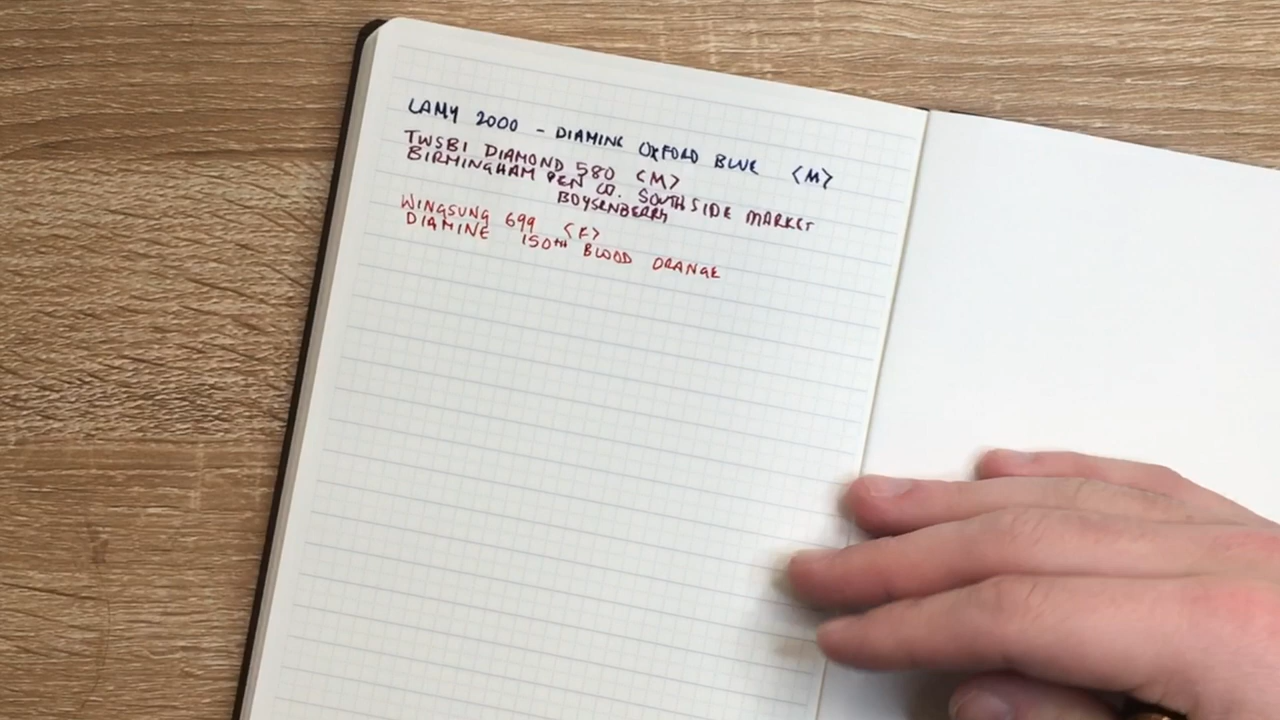 LAMY 2000 - DIAMINE OXFORD BLUE <M>
TWSBI DIAMOND 580 <M>
BIRMINGHAM PEN CO. SOUTHSIDE MARKET
BOYSENBERRY
WINGSUNG 699 <F>
DIAMINE 150TH BLOOD ORANGE